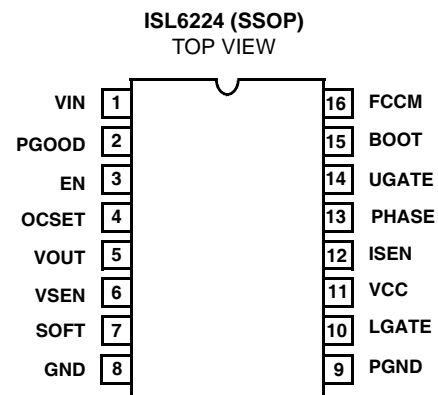 ISL6224 (SSOP)
TOP VIEW
VIN 1 16 FCCM
PGOOD 2 15 BOOT
EN 3 14 UGATE
OCSET 4 13 PHASE
VOUT 5 12 ISEN
VSEN 6 11 VCC
SOFT 7 10 LGATE
GND 8 9 PGND